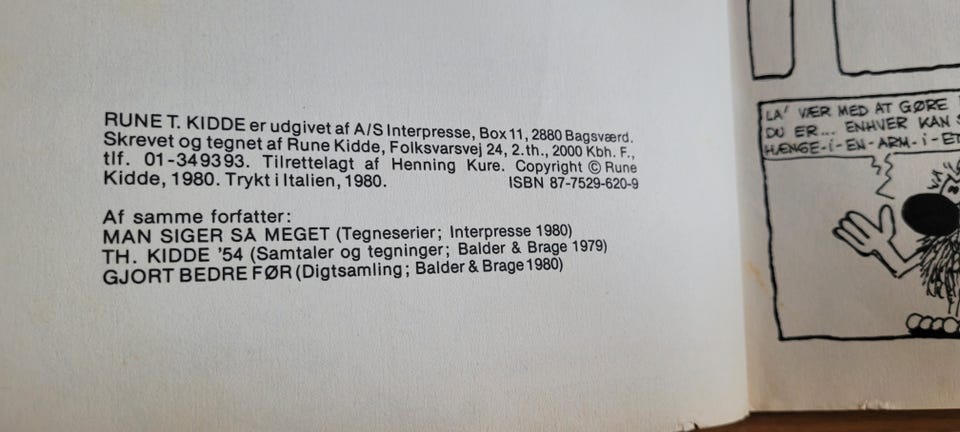 RUNE T. KIDDE er udgivet af A/S Interpresse, Box 11, 2880 Bagsværd.
Skrevet og tegnet af Rune Kidde, Folksvarsvej 24, 2.th., 2000 Kbh. F.,
tlf. 01-349393. Tilrettelagt af Henning Kure. Copyright © Rune
Kidde, 1980. Trykt i Italien, 1980. ISBN 87-7529-620-9
Af samme forfatter:
MAN SIGER SÅ MEGET (Tegneserier; Interpresse 1980)
TH. KIDDE '54 (Samtaler og tegninger; Balder & Brage 1979)
GJORT BEDRE FØR (Digtsamling; Balder & Brage 1980)
LA' VÆR MED AT GØRE
DU ER... ENHVER KAN
HÆNGE-I-EN-ARM-I-